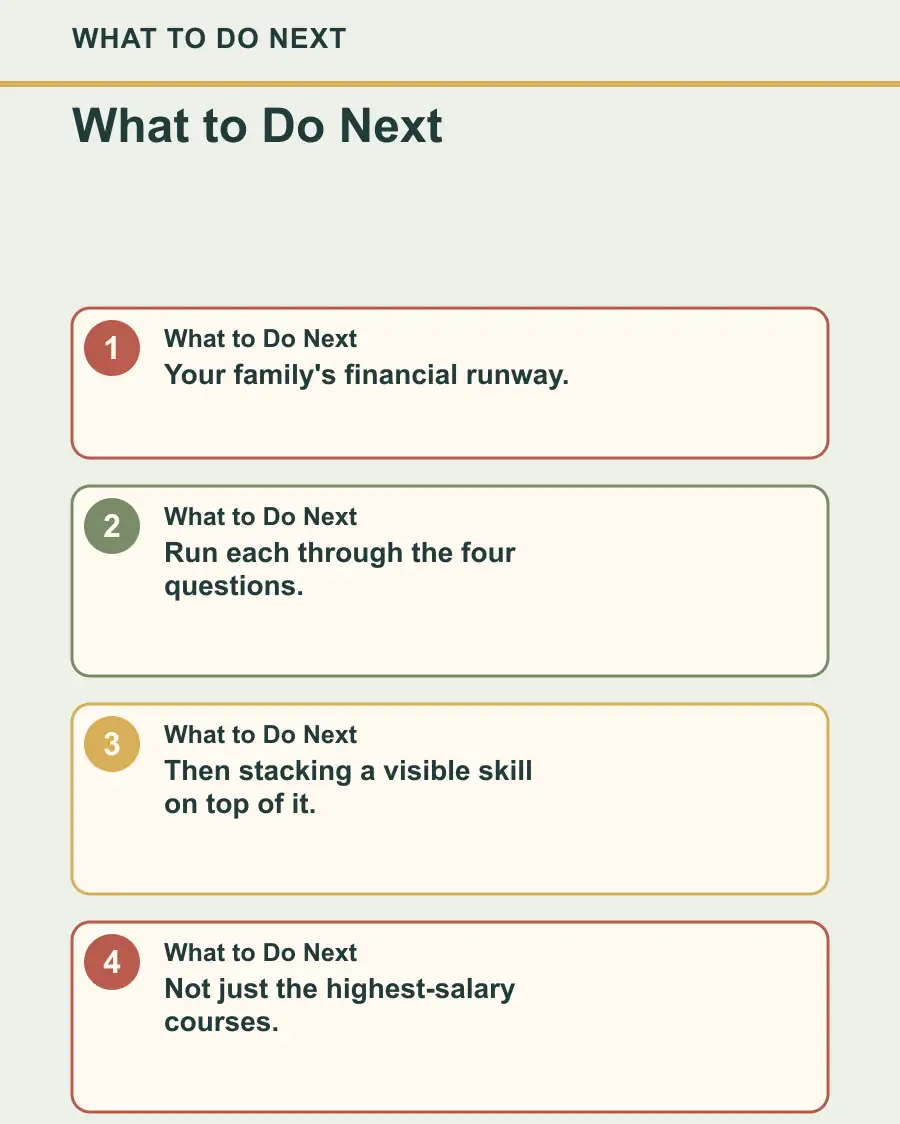 WHAT TO DO NEXT
What to Do Next
1
What to Do Next
Your family's financial runway.
2
What to Do Next
Run each through the four
questions.
3
What to Do Next
Then stacking a visible skill
on top of it.
4
What to Do Next
Not just the highest-salary
courses.